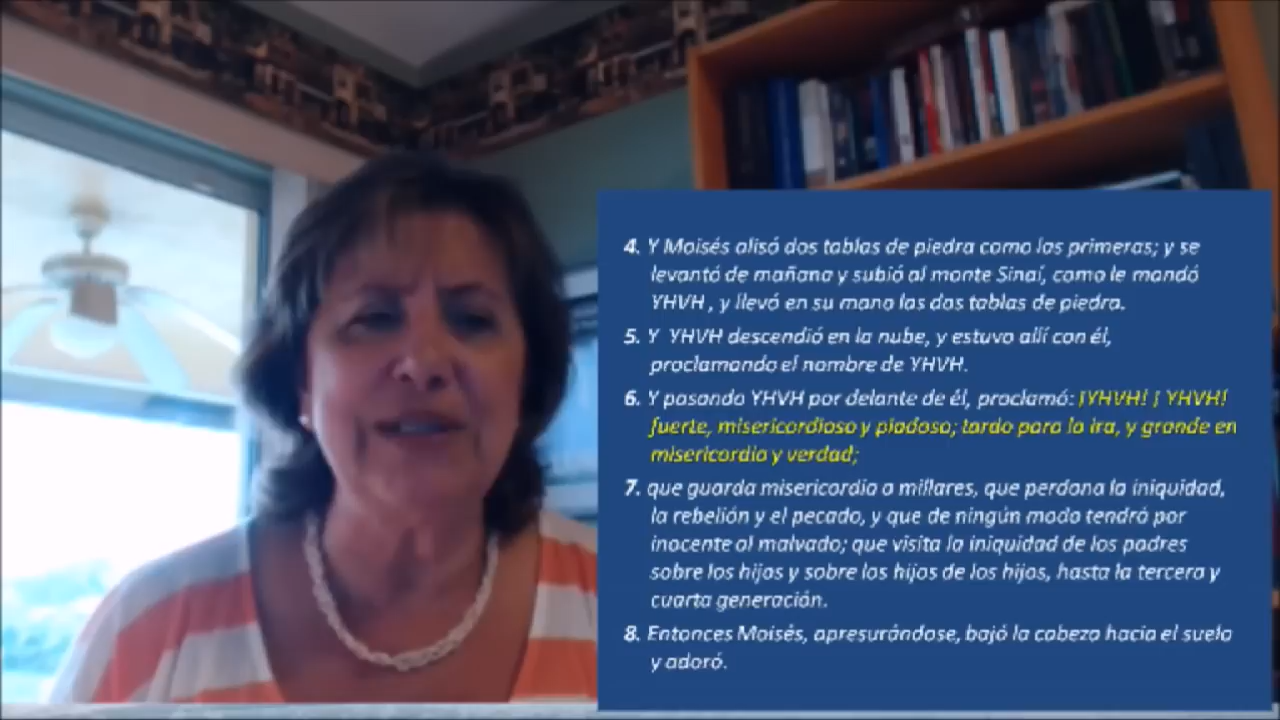 4. Y Moisés alisó dos tablas de piedra como las primeras; y se
levantó de mañana y subió al monte Sinaí, como le mandó
YHVH , y llevó en su mano las dos tablas de piedra.
5. Y YHVH descendió en la nube, y estuvo allí con él,
proclamando el nombre de YHVH.
6. Y pasando YHVH por delante de él, proclamó: ¡YHVH! ¡ YHVH!
fuerte, misericordioso y piadoso; tardo para la ira, y grande en
misericordia y verdad;
7. que guarda misericordia a millares, que perdona la iniquidad,
la rebelión y el pecado, y que de ningún modo tendrá por
inocente al malvado; que visita la iniquidad de los padres
sobre los hijos y sobre los hijos de los hijos, hasta la tercera y
cuarta generación.
8. Entonces Moisés, apresurándose, bajó la cabeza hacia el suelo
y adoró.